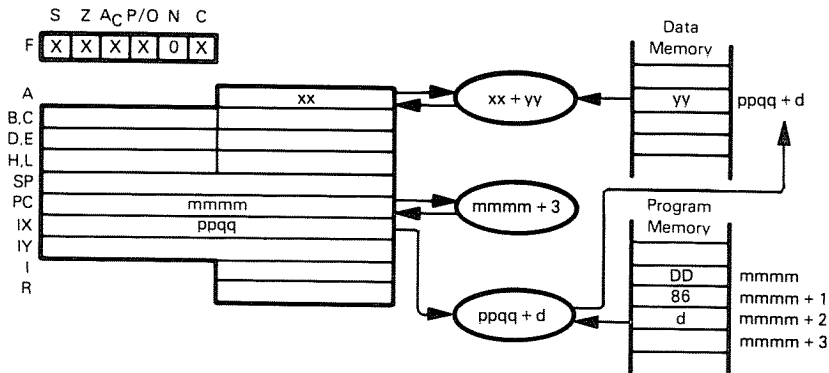 S Z AC P/O N C
F X X X X 0 X
A xx
B,C
D,E
H,L
SP
PC mmmm
IX ppqq
IY
I
R
xx + yy
mmmm + 3
ppqq + d
Data
Memory
yy ppqq + d
Program
Memory
DD mmmm
86 mmmm + 1
d mmmm + 2
mmmm + 3